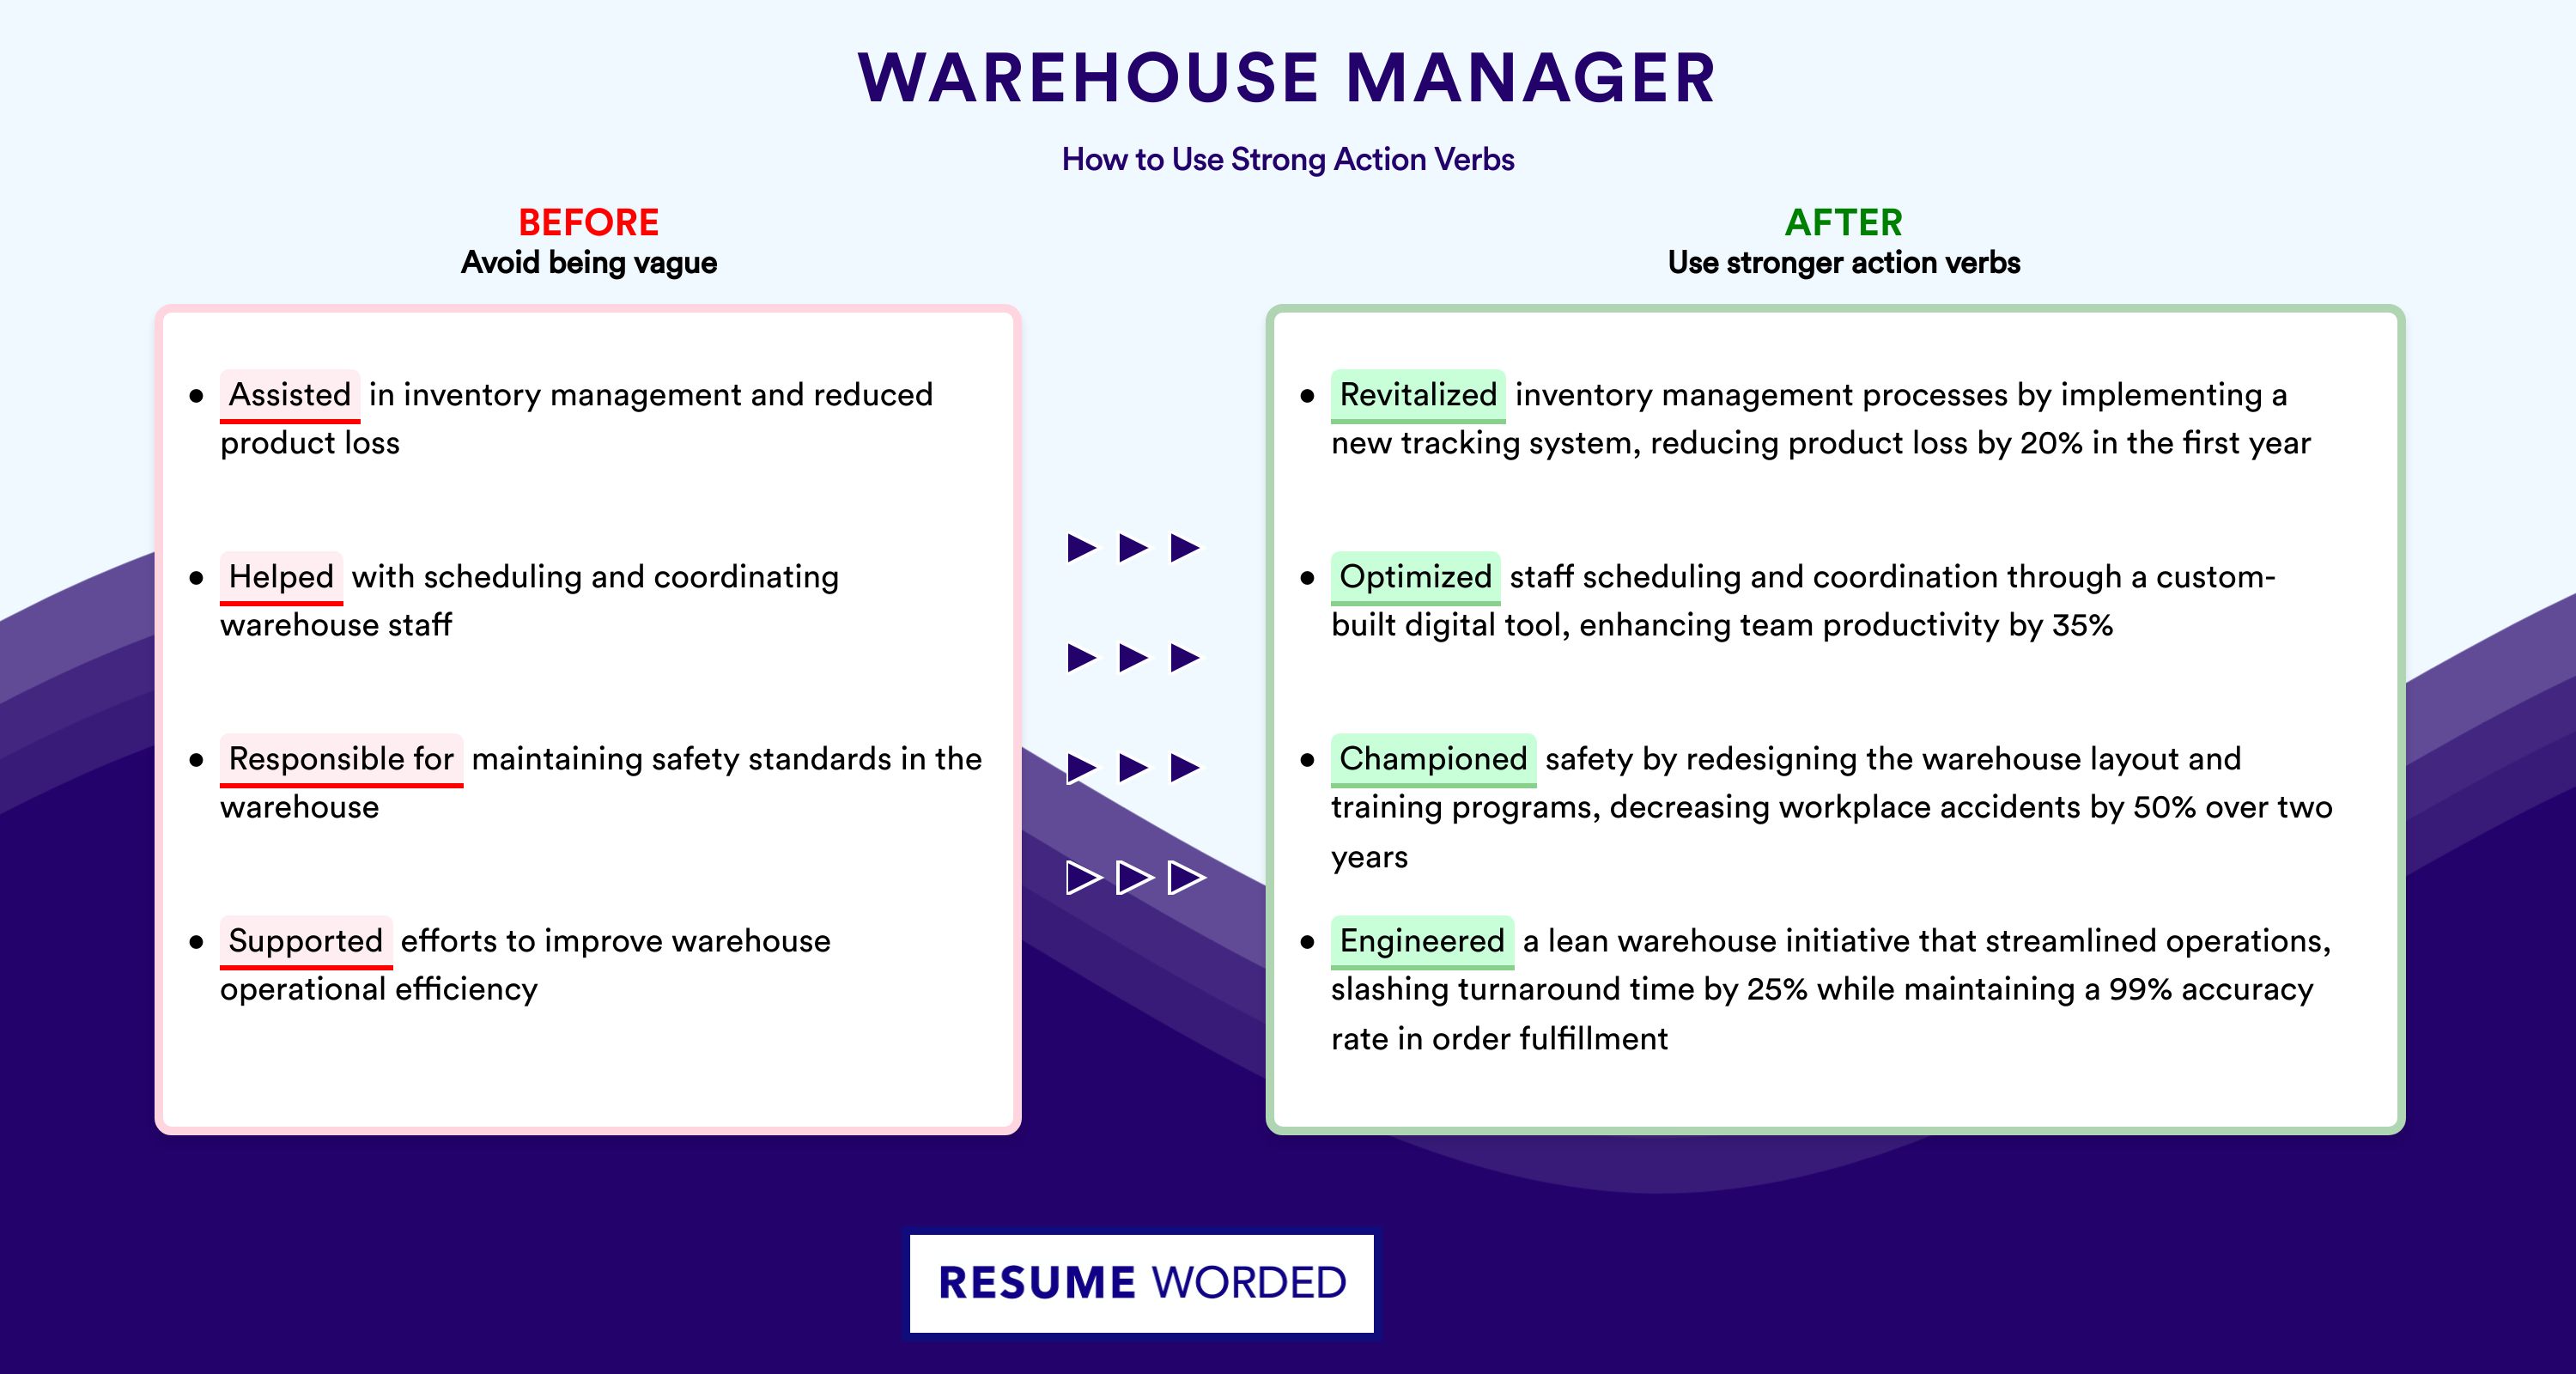 WAREHOUSE MANAGER
How to Use Strong Action Verbs
BEFORE
Avoid being vague
• Assisted in inventory management and reduced
product loss
• Helped with scheduling and coordinating
warehouse staff
• Responsible for maintaining safety standards in the
warehouse
• Supported efforts to improve warehouse
operational efficiency
AFTER
Use stronger action verbs
• Revitalized inventory management processes by implementing a
new tracking system, reducing product loss by 20% in the first year
• Optimized staff scheduling and coordination through a custom-
built digital tool, enhancing team productivity by 35%
• Championed safety by redesigning the warehouse layout and
training programs, decreasing workplace accidents by 50% over two
years
• Engineered a lean warehouse initiative that streamlined operations,
slashing turnaround time by 25% while maintaining a 99% accuracy
rate in order fulfillment
RESUME WORDED